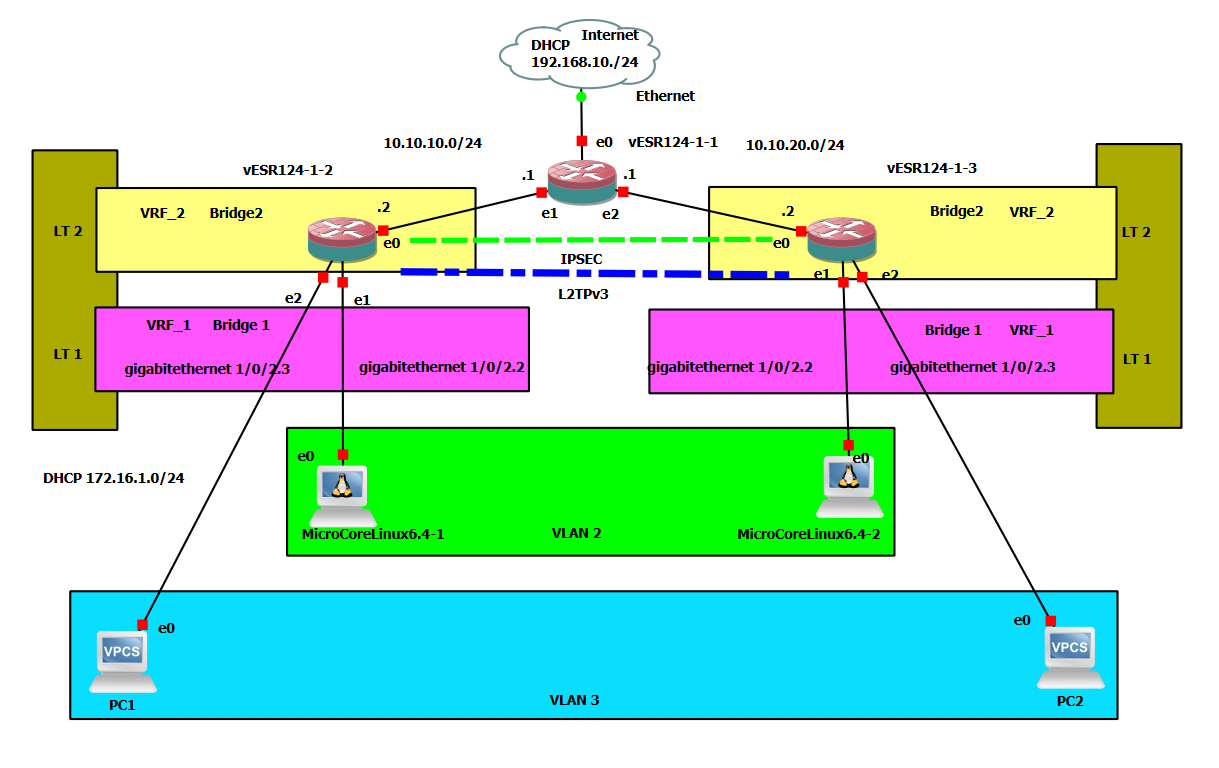 Internet
DHCP
192.168.10./24
Ethernet
10.10.10.0/24
e0
vESR124-1-1
10.10.20.0/24
vESR124-1-2
.1
.1
vESR124-1-3
e1
e2
VRF_2
Bridge2
.2
.2
Bridge2
VRF_2
LT 2
LT 2
e0
e0
IPSEC
e1
e2
L2TPv3
e2
e1
VRF_1
Bridge 1
Bridge 1
VRF_1
LT 1
LT 1
gigabitethernet 1/0/2.3
gigabitethernet 1/0/2.2
gigabitethernet 1/0/2.2
gigabitethernet 1/0/2.3
e0
e0
DHCP 172.16.1.0/24
MicroCoreLinux6.4-1
VLAN 2
MicroCoreLinux6.4-2
e0
e0
VPCS
VPCS
PC1
VLAN 3
PC2